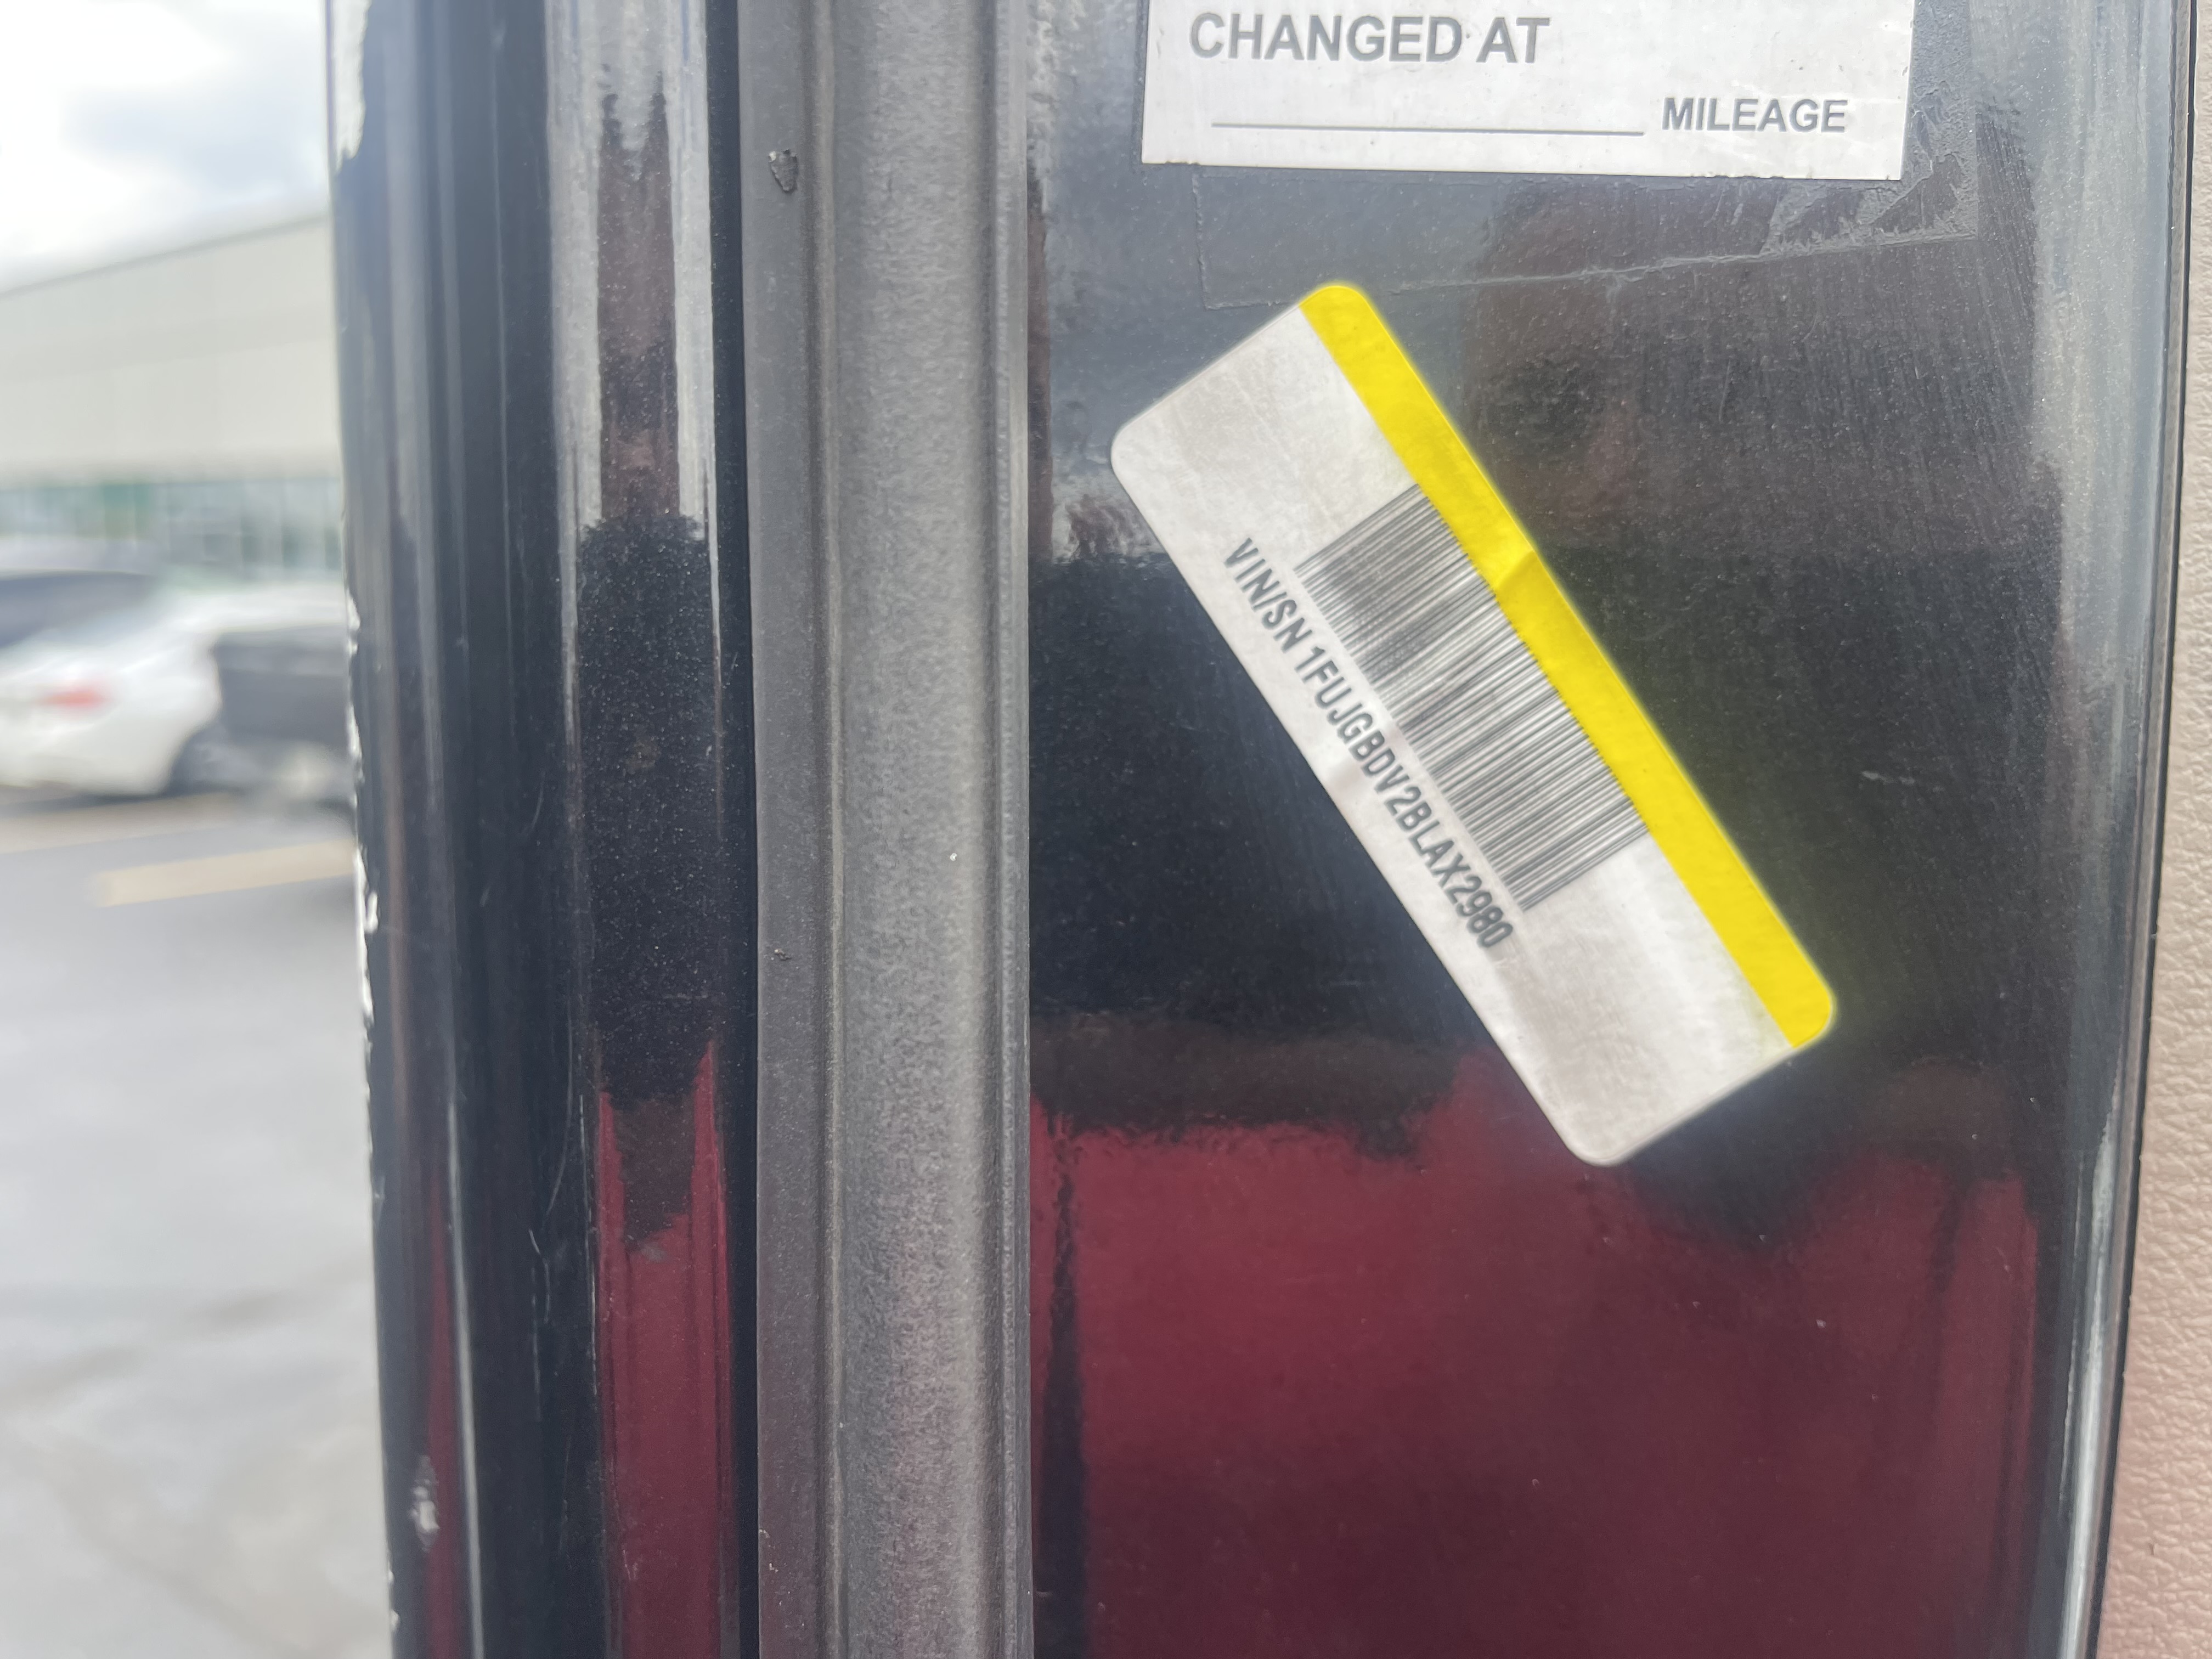 CHANGED AT
MILEAGE
VIN/SN 1FUJGBDV2BLAX2980